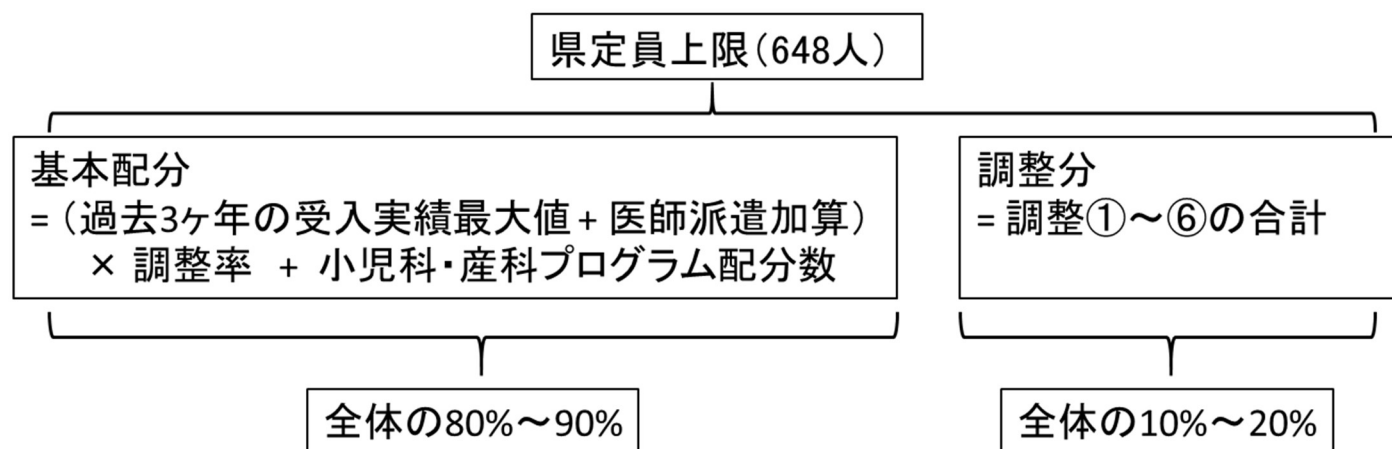 県定員上限（648人）
基本配分
=（過去3ヶ年の受入実績最大値 + 医師派遣加算）
× 調整率 + 小児科・産科プログラム配分数
調整分
= 調整①～⑥の合計
全体の80%～90%
全体の10%～20%